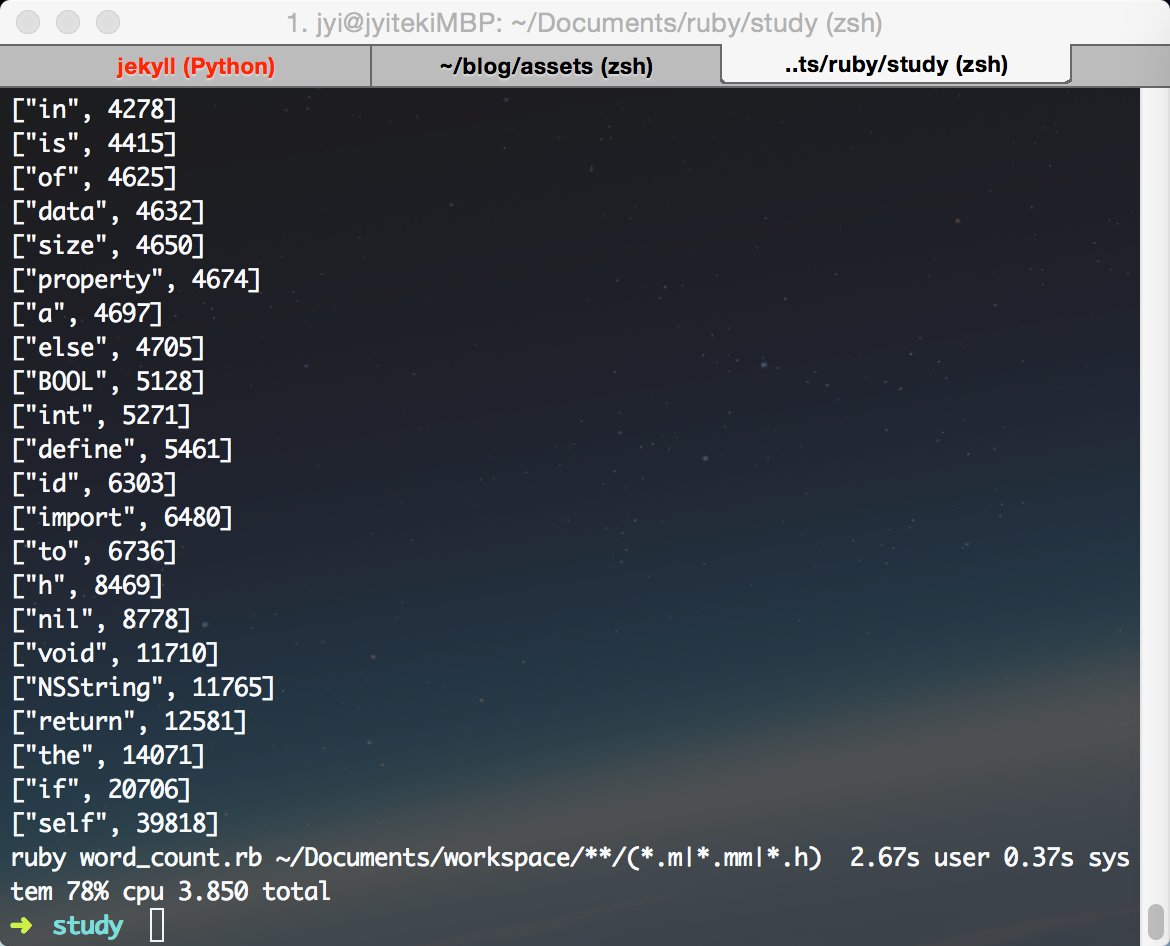 1. jyi@jyitekiMBP: ~/Documents/ruby/study (zsh)
jekyll (Python) ~/blog/assets (zsh) ..ts/ruby/study (zsh)
["in", 4278]
["is", 4415]
["of", 4625]
["data", 4632]
["size", 4650]
["property", 4674]
["a", 4697]
["else", 4705]
["BOOL", 5128]
["int", 5271]
["define", 5461]
["id", 6303]
["import", 6480]
["to", 6736]
["h", 8469]
["nil", 8778]
["void", 11710]
["NSString", 11765]
["return", 12581]
["the", 14071]
["if", 20706]
["self", 39818]
ruby word_count.rb ~/Documents/workspace/**/(*.m|*.mm|*.h)  2.67s user 0.37s sys
tem 78% cpu 3.850 total
➜ study